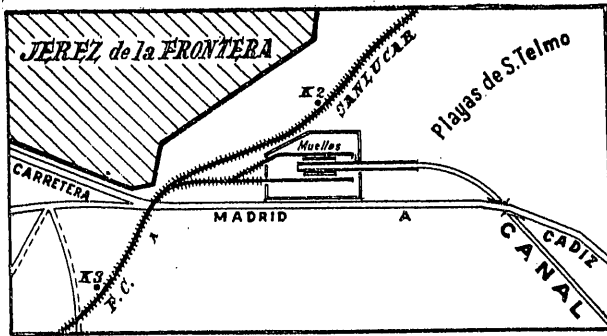 JEREZ de la FRONTERA
K2
SANLUCAR
Playas de S. Telmo
Muelles
CARRETERA
MADRID A CADIZ
CANAL
K3
F.C. A